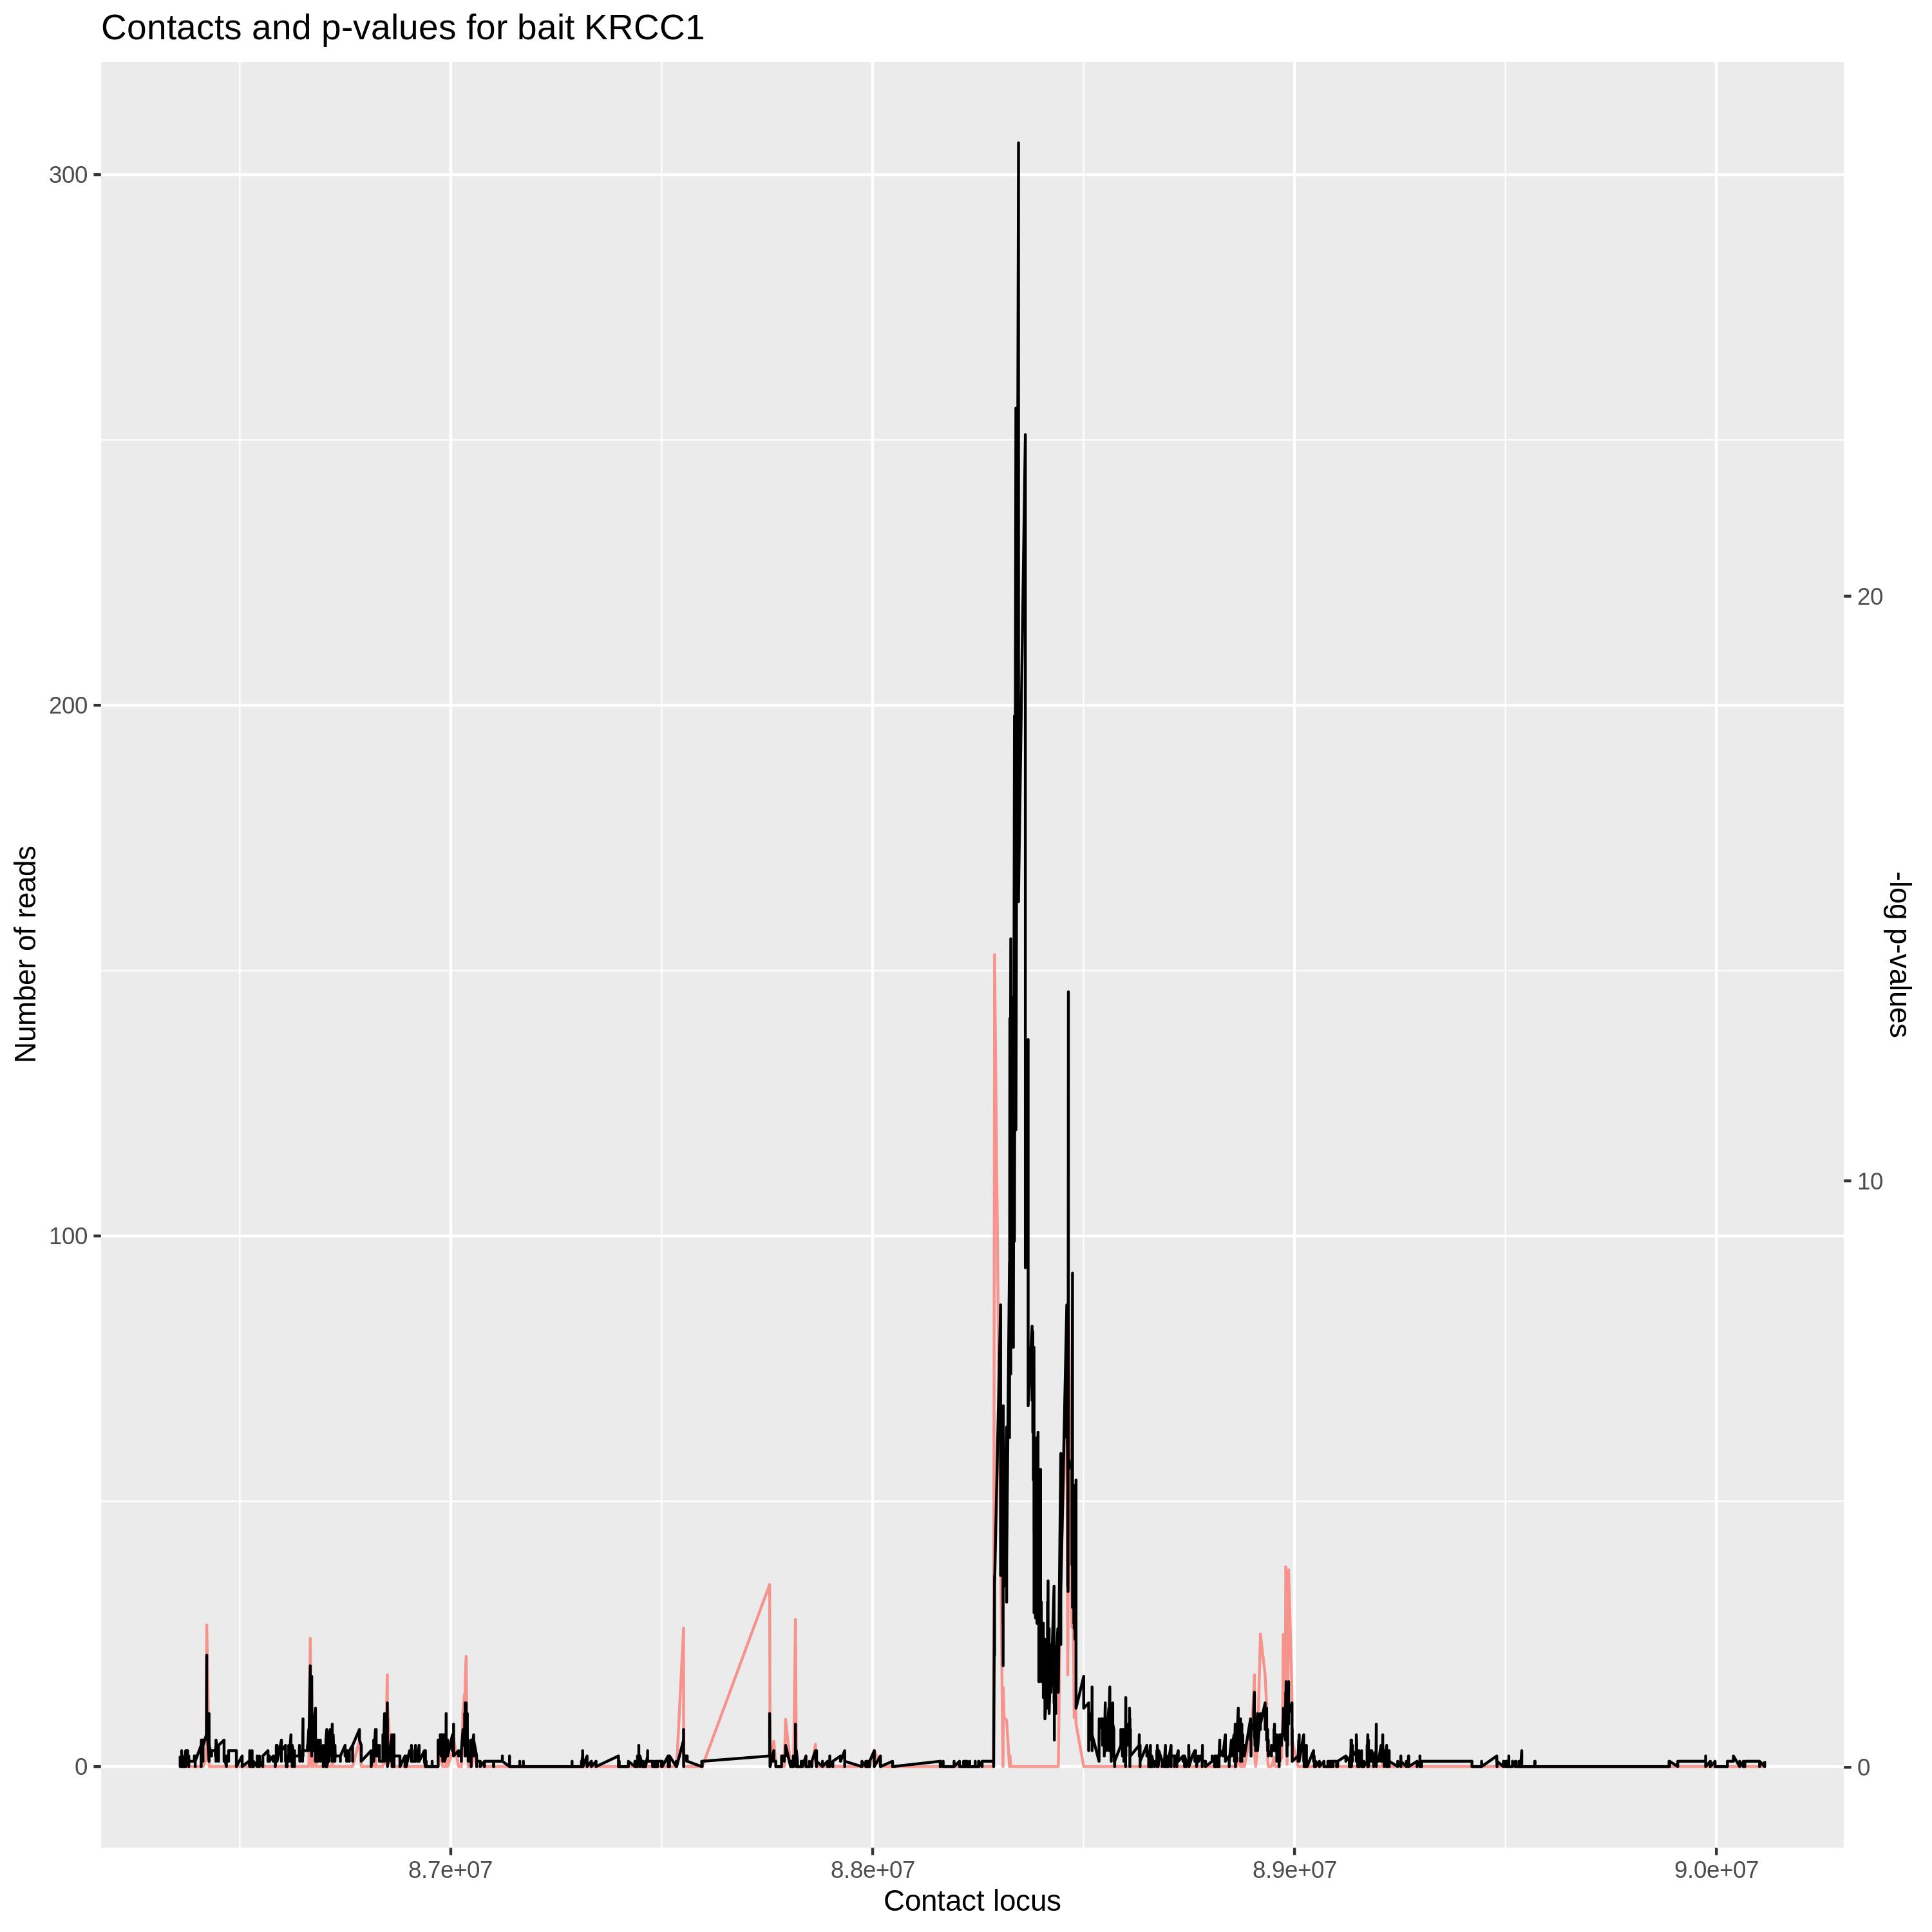 Contacts and p-values for bait KRCC1
300
200
100
0
Number of reads
20
10
0
-log p-values
8.7e+07
8.8e+07
8.9e+07
9.0e+07
Contact locus